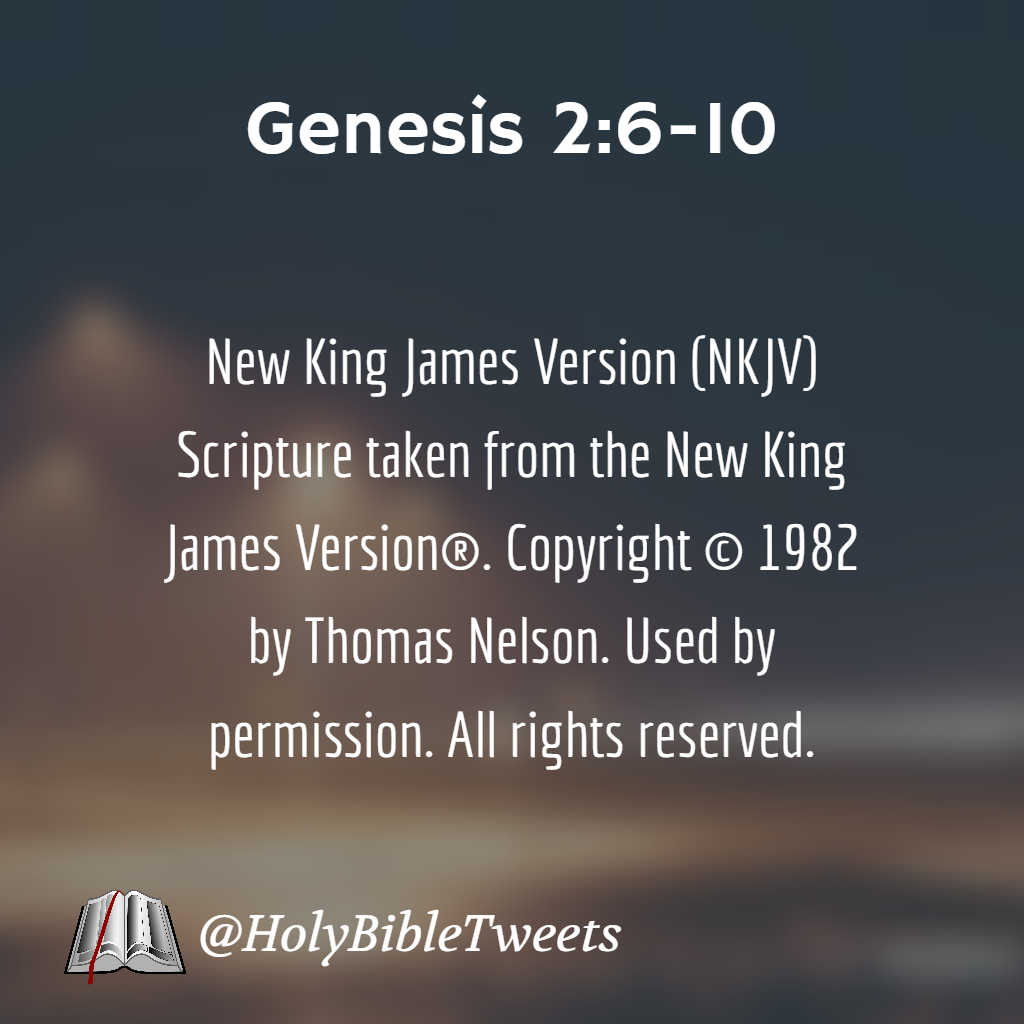 Genesis 2:6-10
New King James Version (NKJV)
Scripture taken from the New King
James Version®. Copyright © 1982
by Thomas Nelson. Used by
permission. All rights reserved.
@HolyBibleTweets